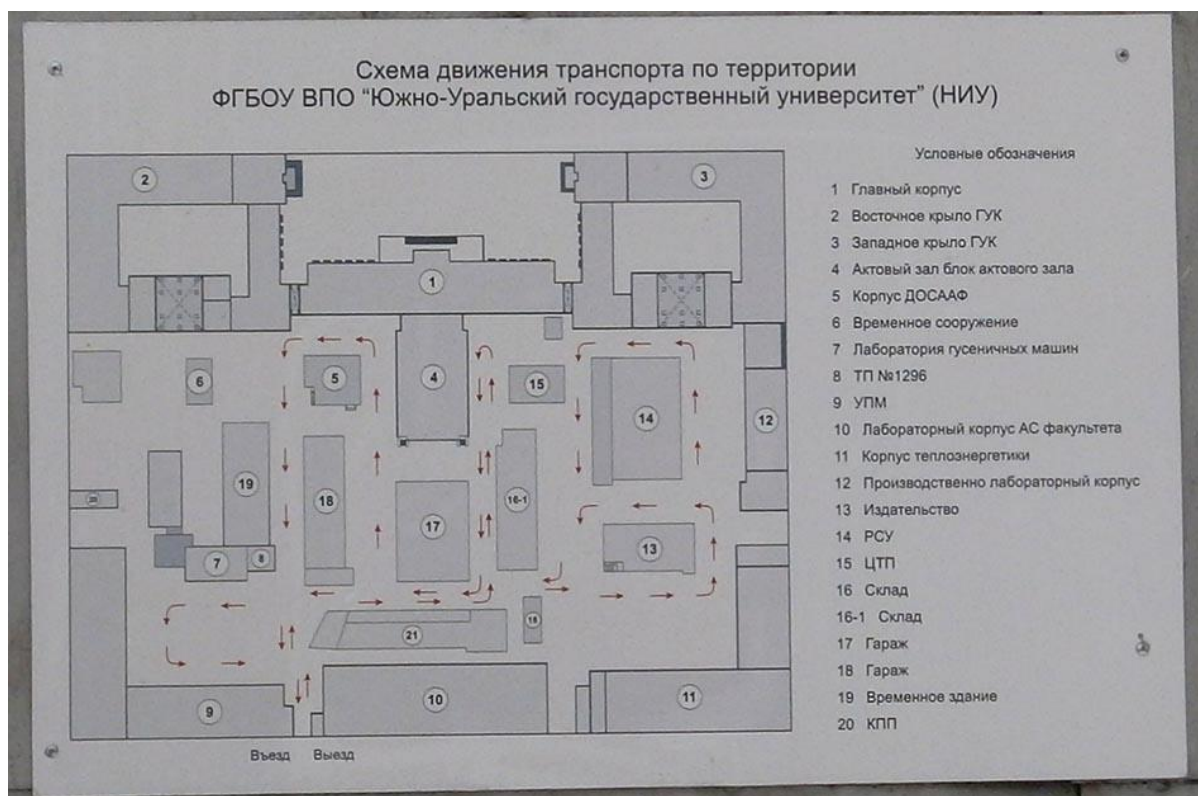 Схема движения транспорта по территории
ФГБОУ ВПО “Южно-Уральский государственный университет” (НИУ)
Условные обозначения
1 Главный корпус
2 Восточное крыло ГУК
3 Западное крыло ГУК
4 Актовый зал блок актового зала
5 Корпус ДОСААФ
6 Временное сооружение
7 Лаборатория гусеничных машин
8 ТП №1296
9 УПМ
10 Лабораторный корпус АС факультета
11 Корпус теплоэнергетики
12 Производственно лабораторный корпус
13 Издательство
14 РСУ
15 ЦТП
16 Склад
16-1 Склад
17 Гараж
18 Гараж
19 Временное здание
20 КПП
2
3
1
6
5
4
15
14
12
19
18
16-1
20
17
13
7
8
21
9
10
11
Въезд Выезд